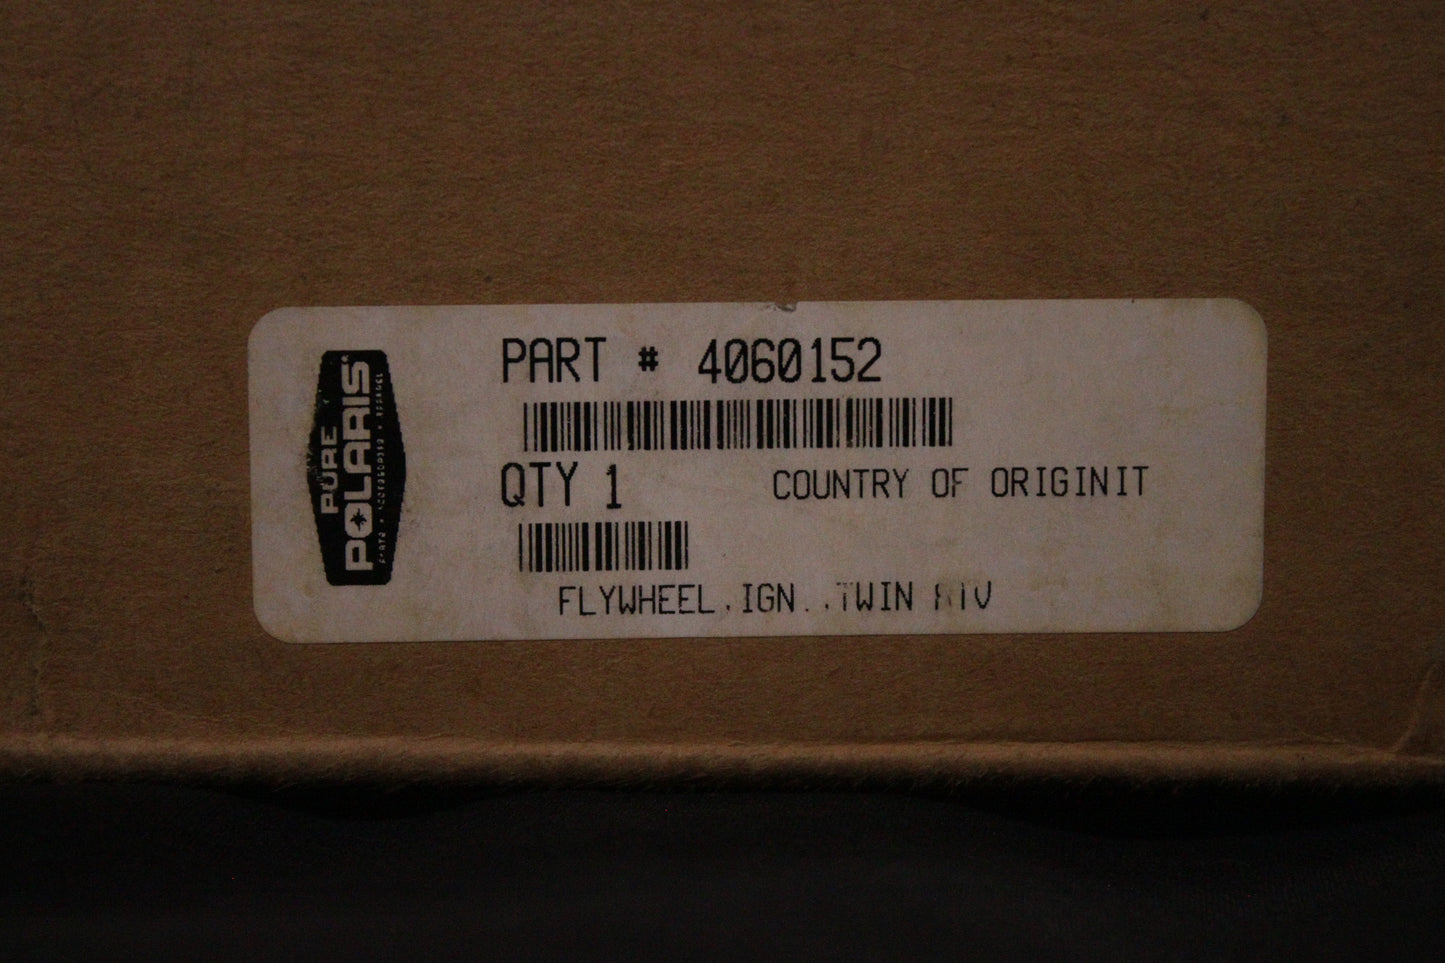 PURE
POLARIS
PART # 4060152
QTY 1 COUNTRY OF ORIGINIT
FLYWHEEL,IGN..,TWIN ATV